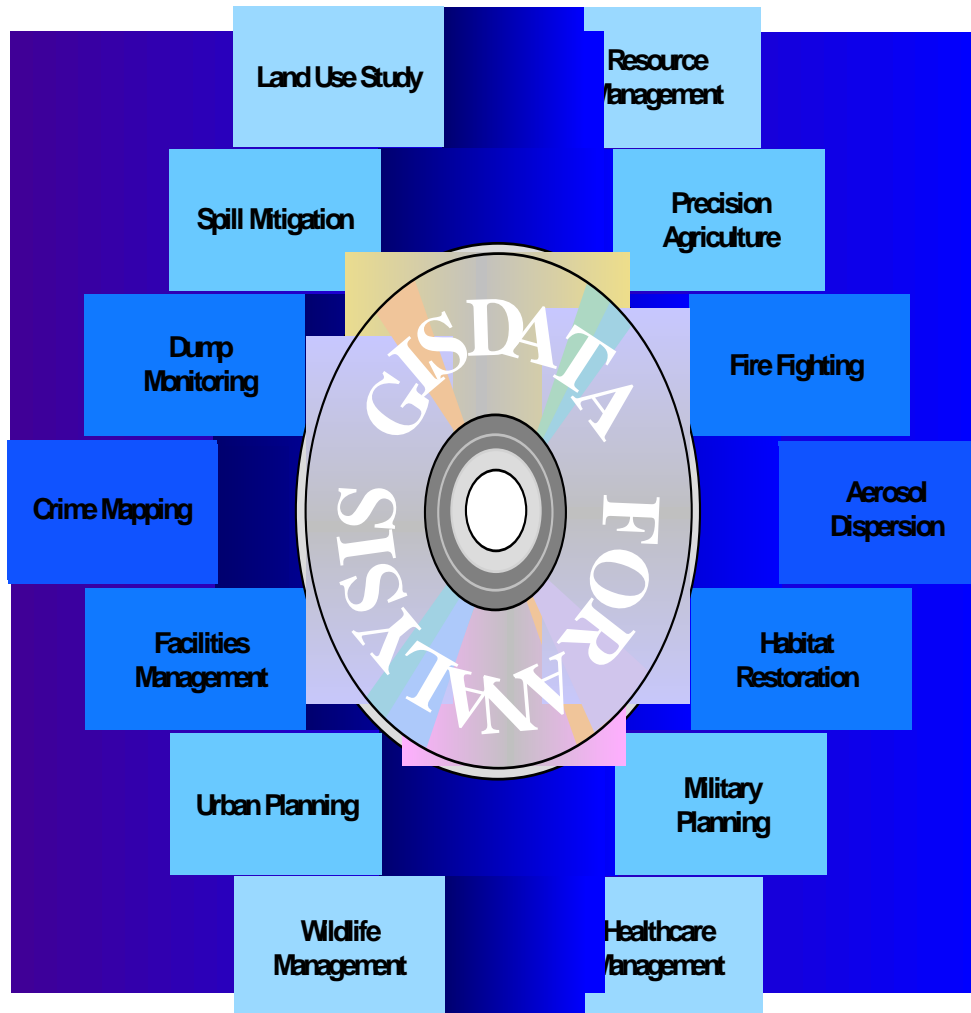 Land Use Study
Resource
Management
Spill Mitigation
Precision
Agriculture
Dump
Monitoring
Fire Fighting
GIS DATA FOR ANALYSIS
Crime Mapping
Aerosol
Dispersion
Facilities
Management
Habitat
Restoration
Urban Planning
Military
Planning
Wildlife
Management
Healthcare
Management